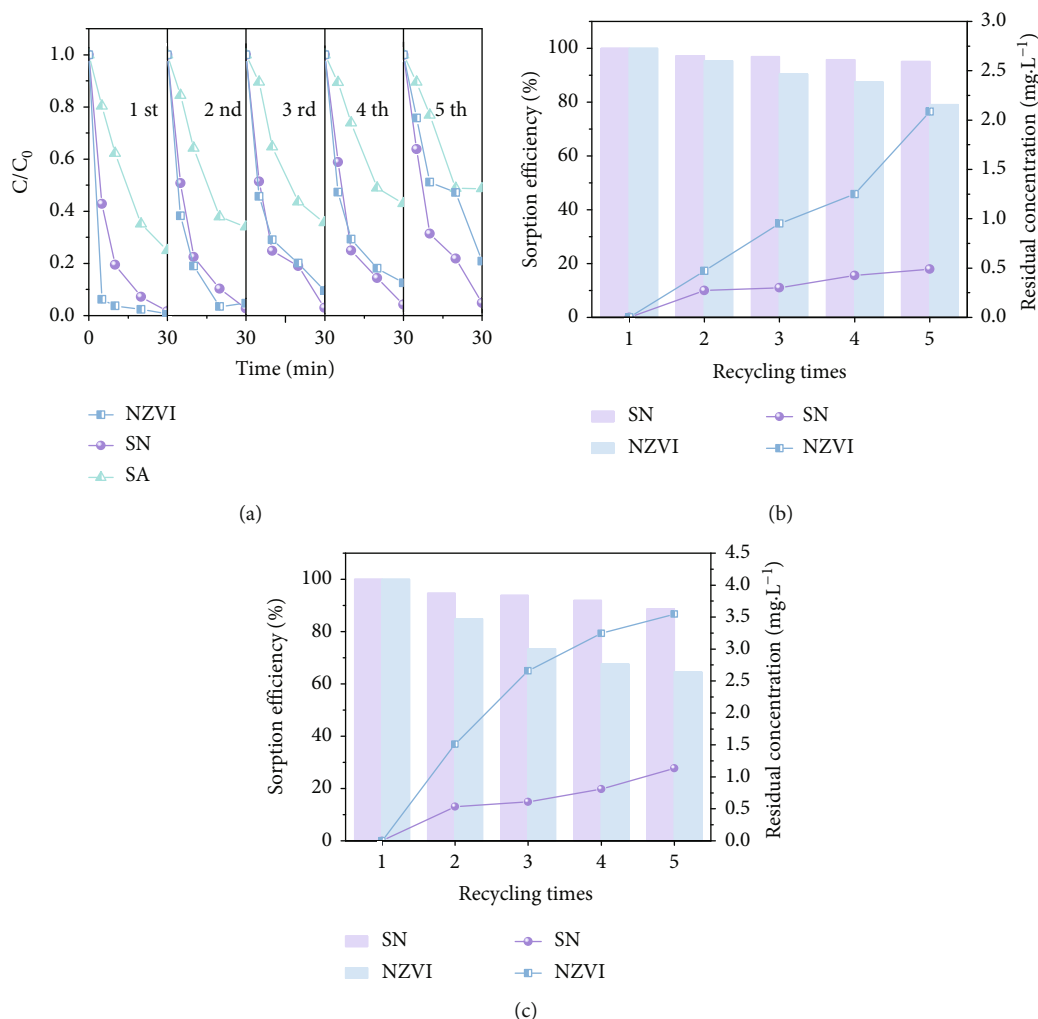 1.0
0.8
0.6
0.4
0.2
0.0
C/C0
1 st
2 nd
3 rd
4 th
5 th
0
30
30
30
30
30
Time (min)
NZVI
SN
SA
(a)
100
80
60
40
20
0
Sorption efficiency (%)
3.0
2.5
2.0
1.5
1.0
0.5
0.0
Residual concentration (mg·L−1)
1 2 3 4 5
Recycling times
SN
SN
NZVI
NZVI
(b)
100
80
60
40
20
0
Sorption efficiency (%)
4.5
4.0
3.5
3.0
2.5
2.0
1.5
1.0
0.5
0.0
Residual concentration (mg·L−1)
1 2 3 4 5
Recycling times
SN
SN
NZVI
NZVI
(c)